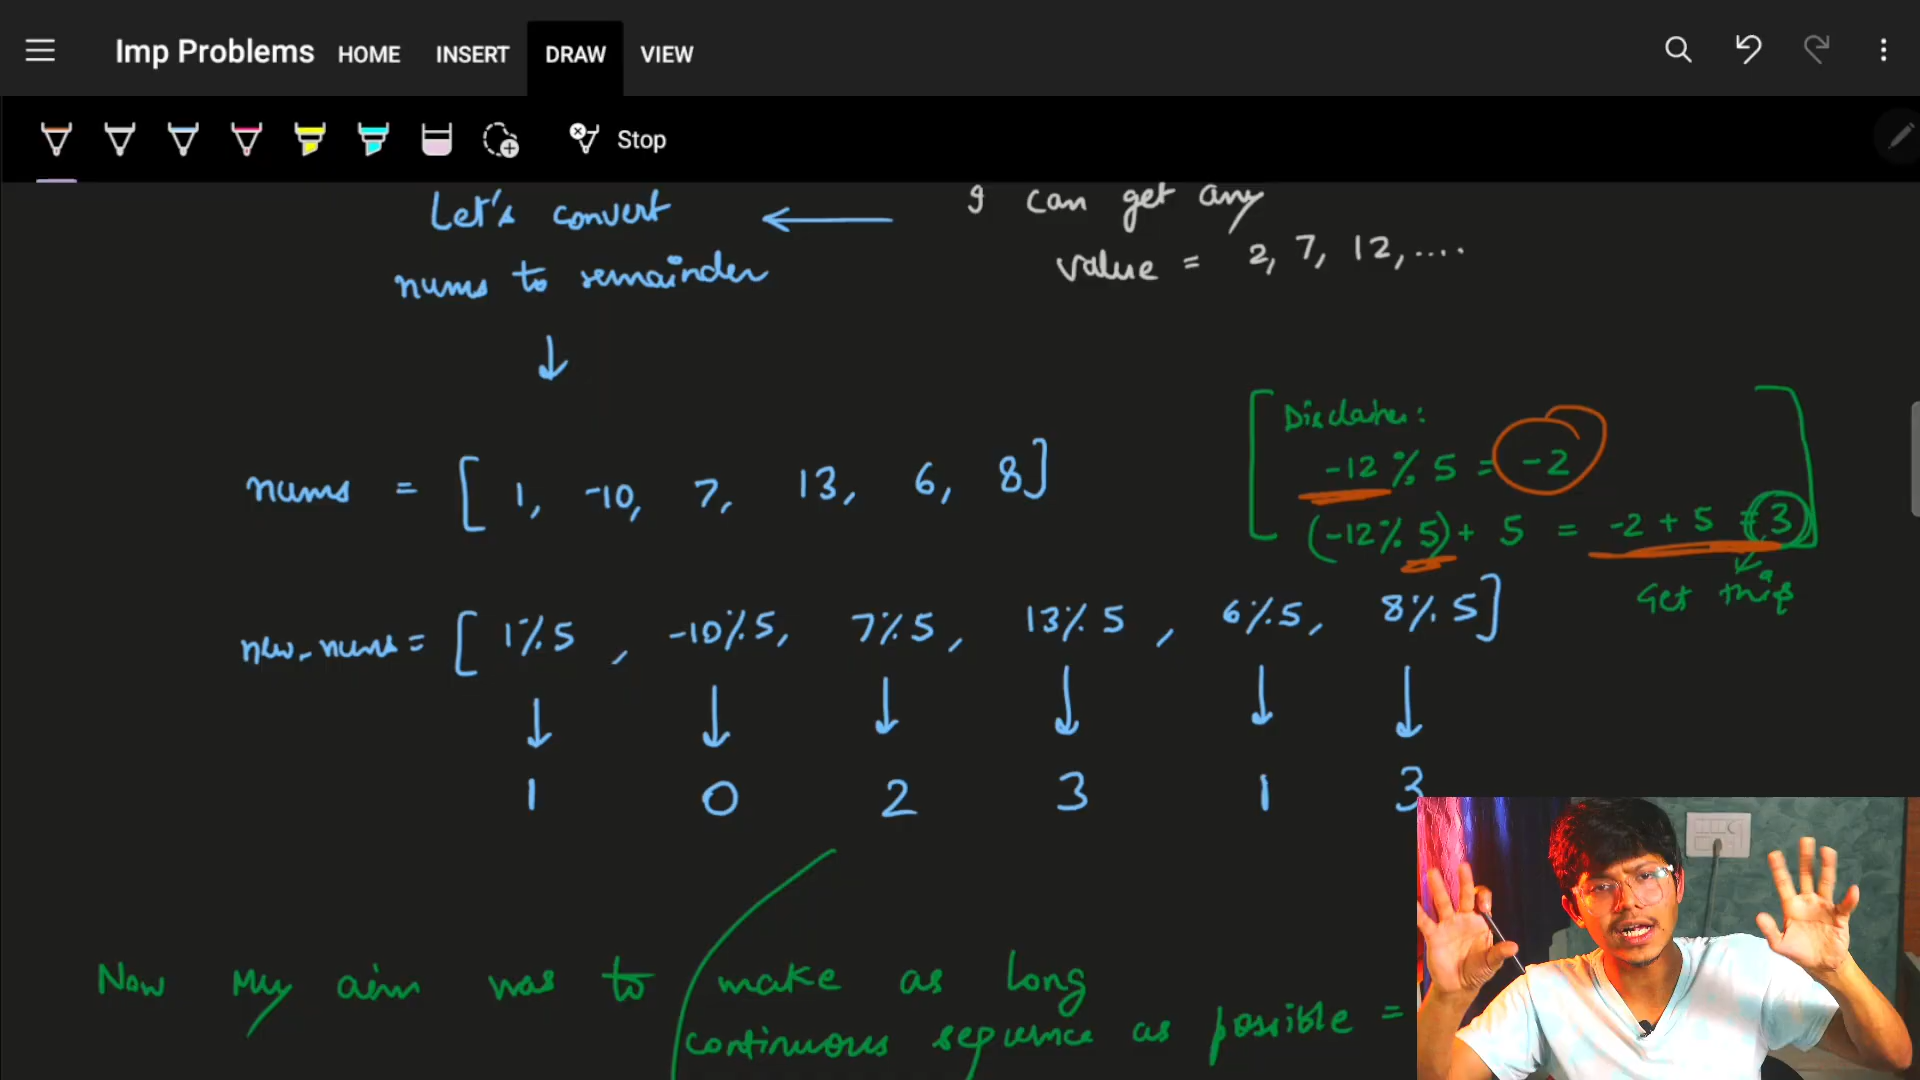 Imp Problems HOME INSERT DRAW VIEW
Stop
Let's convert
nums to remainder
I can get any
value = 2, 7, 12, ....
nums = [ 1, -10, 7, 13, 6, 8]
Disclaimer:
-12 % 5 = -2
(-12% 5) + 5 = -2 + 5 = 3
Get this
new_nums = [ 1%5 , -10%5, 7%5, 13%5 , 6%5, 8%5]
1 0 2 3 1 3
Now My aim was to make as long
continuous sequence as possible =